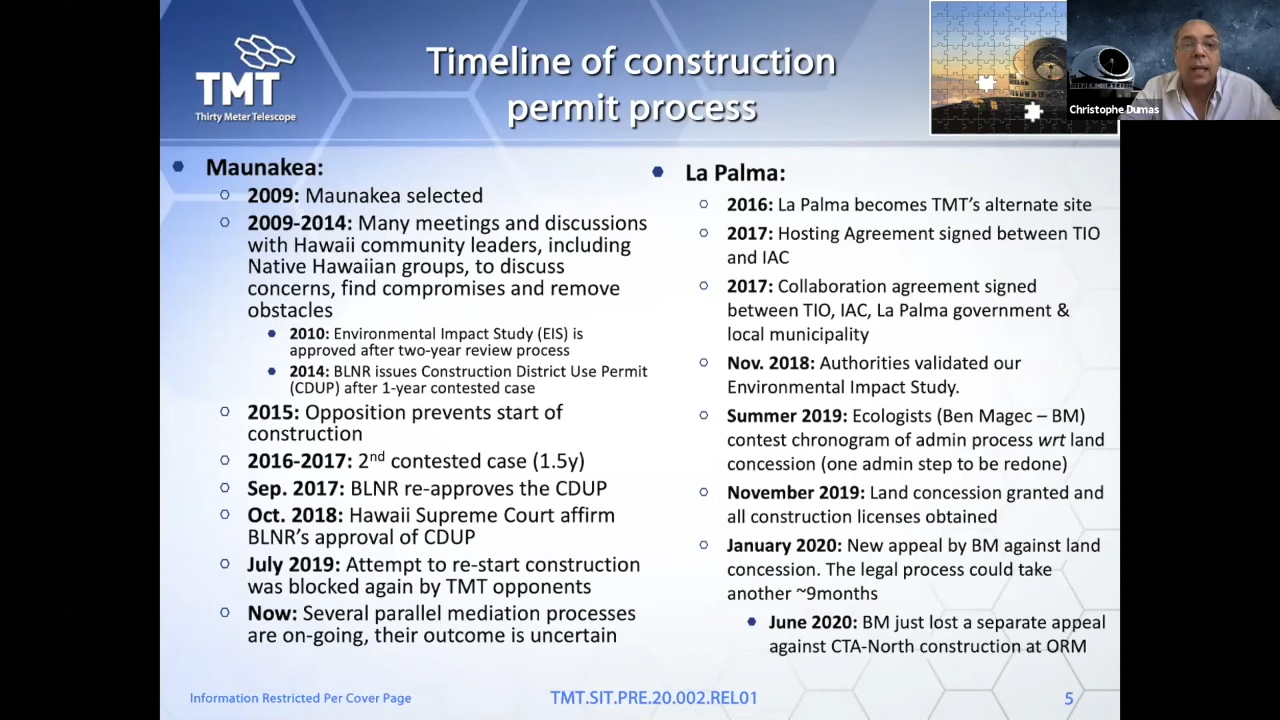 TMT
Thirty Meter Telescope
Timeline of construction
permit process
Christophe Dumas
Maunakea:
2009: Maunakea selected
2009-2014: Many meetings and discussions
with Hawaii community leaders, including
Native Hawaiian groups, to discuss
concerns, find compromises and remove
obstacles
2010: Environmental Impact Study (EIS) is
approved after two-year review process
2014: BLNR issues Construction District Use Permit
(CDUP) after 1-year contested case
2015: Opposition prevents start of
construction
2016-2017: 2nd contested case (1.5y)
Sep. 2017: BLNR re-approves the CDUP
Oct. 2018: Hawaii Supreme Court affirm
BLNR's approval of CDUP
July 2019: Attempt to re-start construction
was blocked again by TMT opponents
Now: Several parallel mediation processes
are on-going, their outcome is uncertain
La Palma:
2016: La Palma becomes TMT's alternate site
2017: Hosting Agreement signed between TIO
and IAC
2017: Collaboration agreement signed
between TIO, IAC, La Palma government &
local municipality
Nov. 2018: Authorities validated our
Environmental Impact Study.
Summer 2019: Ecologists (Ben Magec – BM)
contest chronogram of admin process wrt land
concession (one admin step to be redone)
November 2019: Land concession granted and
all construction licenses obtained
January 2020: New appeal by BM against land
concession. The legal process could take
another ~9months
June 2020: BM just lost a separate appeal
against CTA-North construction at ORM
Information Restricted Per Cover Page
TMT.SIT.PRE.20.002.REL01
5